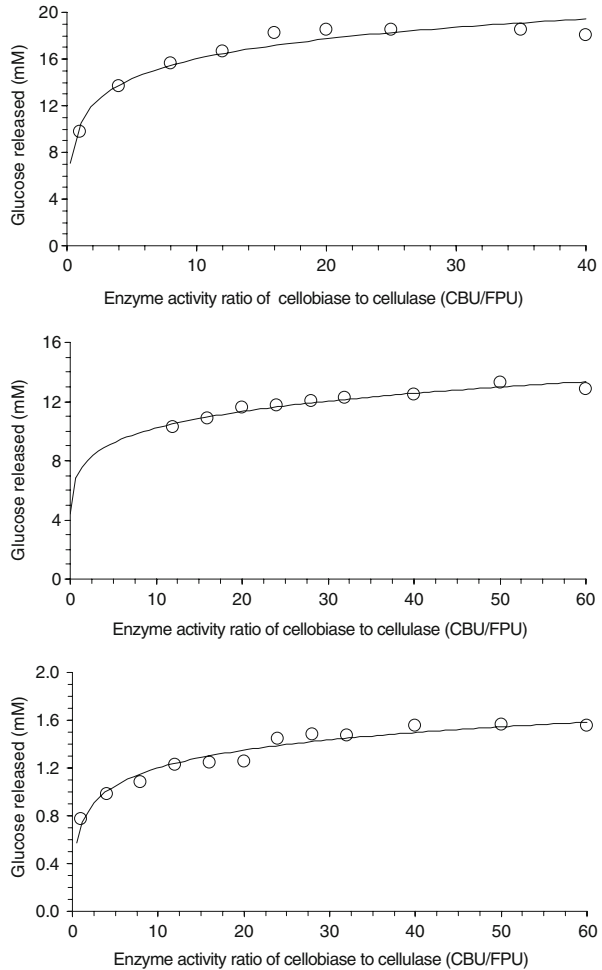 20
16
12
8
4
0
Glucose released (mM)
0 10 20 30 40
Enzyme activity ratio of cellobiase to cellulase (CBU/FPU)
16
12
8
4
0
Glucose released (mM)
0 10 20 30 40 50 60
Enzyme activity ratio of cellobiase to cellulase (CBU/FPU)
2.0
1.6
1.2
0.8
0.4
0.0
Glucose released (mM)
0 10 20 30 40 50 60
Enzyme activity ratio of cellobiase to cellulase (CBU/FPU)